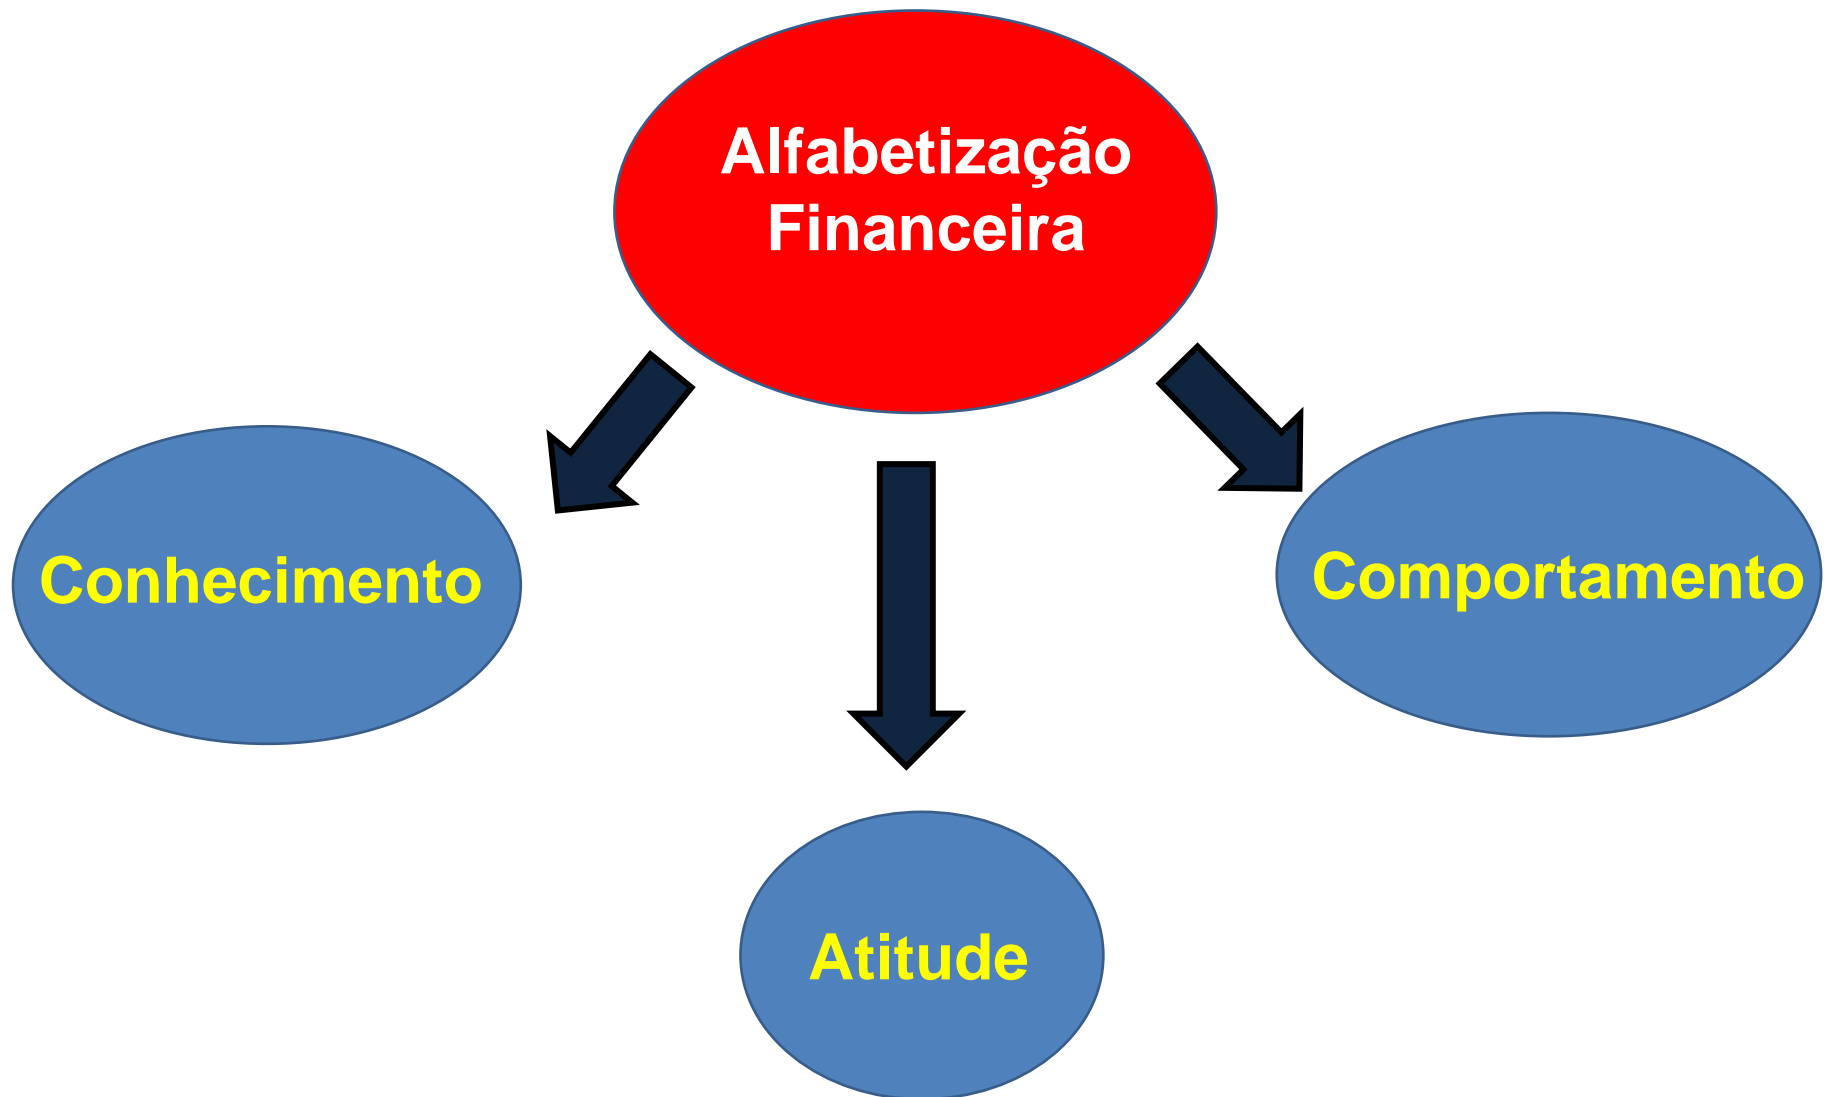 Alfabetização
Financeira
Conhecimento
Comportamento
Atitude